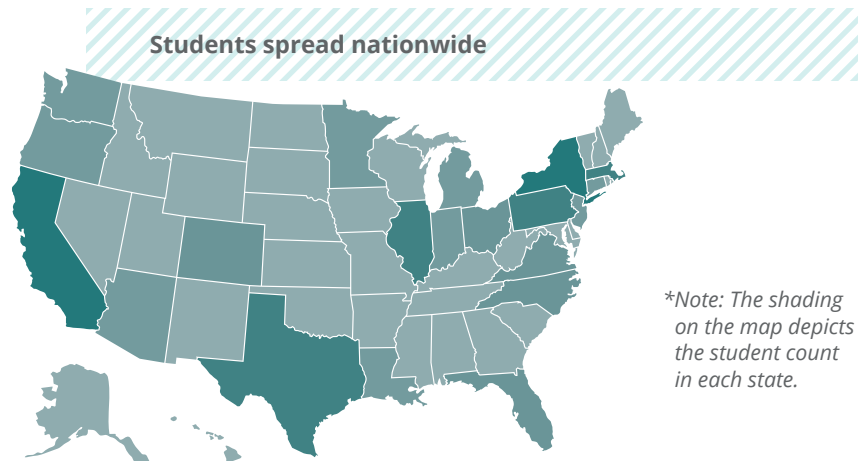 Students spread nationwide
*Note: The shading
on the map depicts
the student count
in each state.